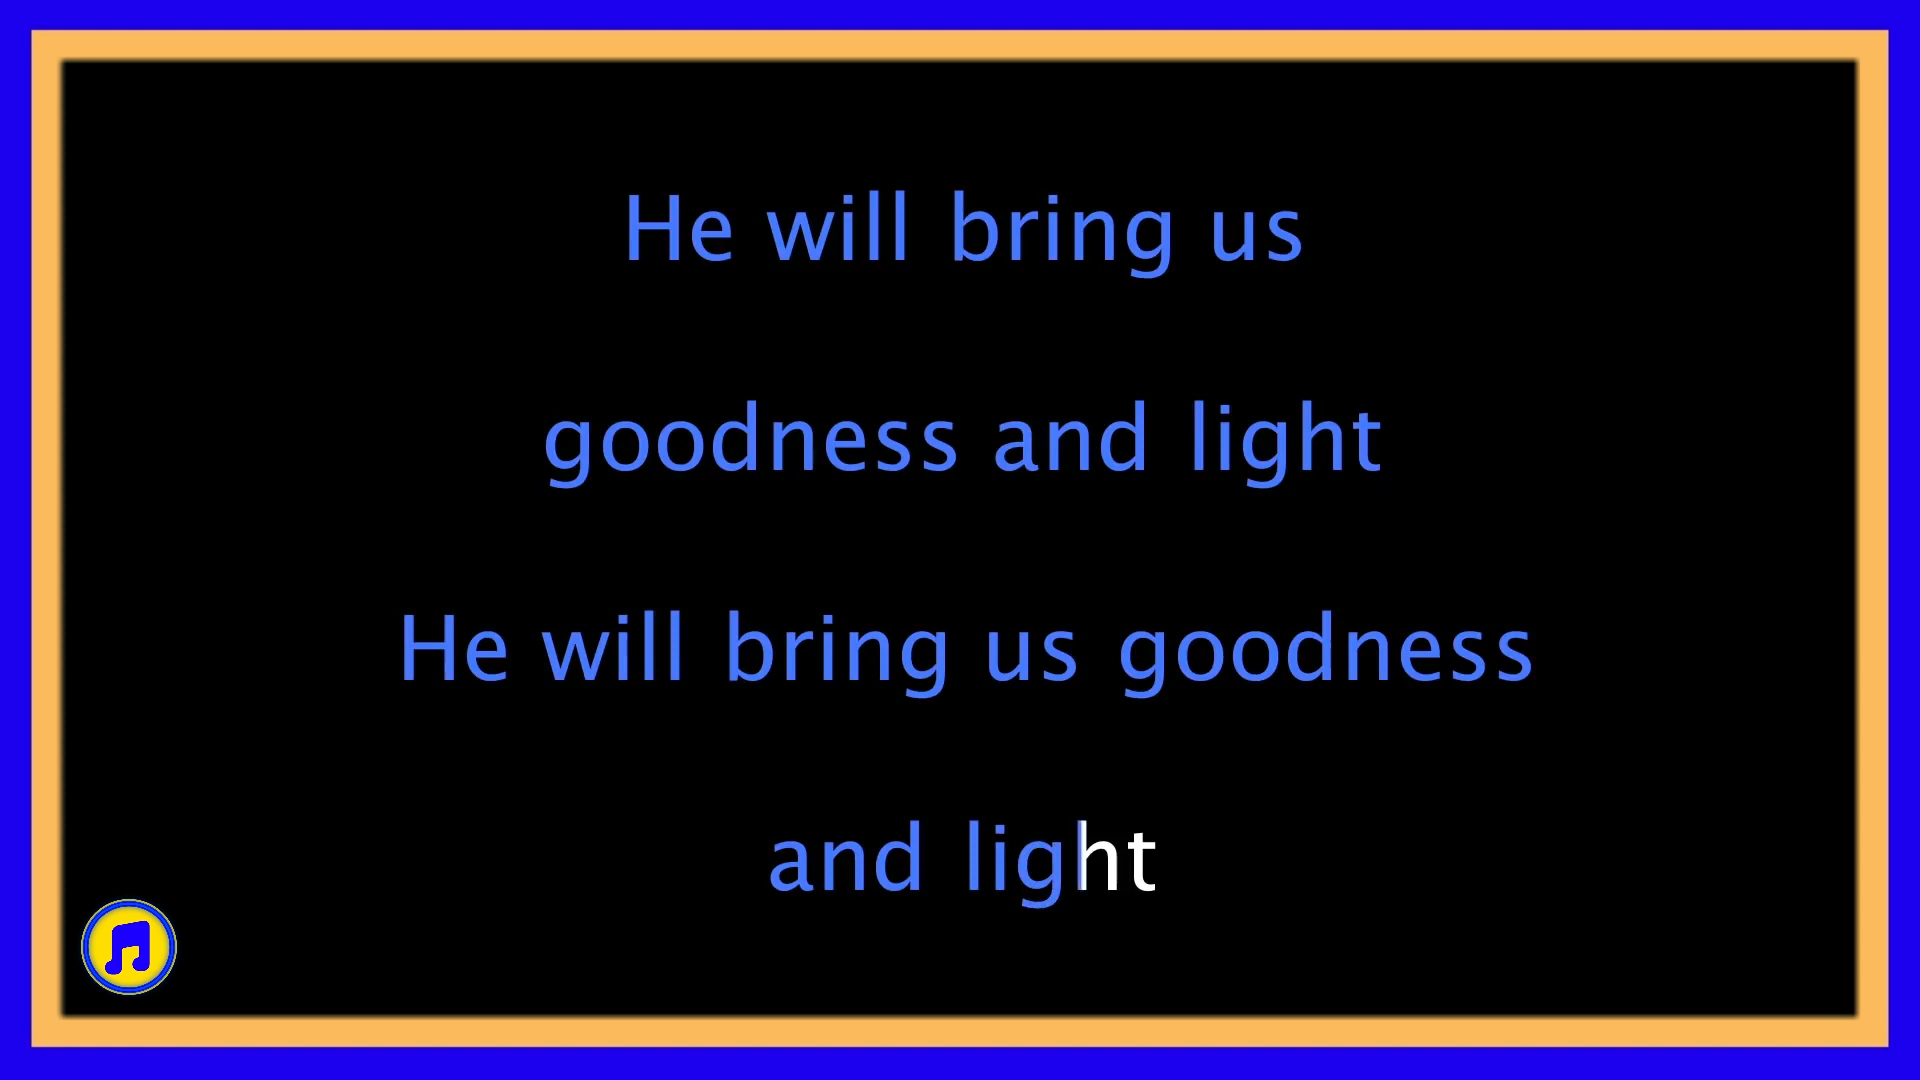 He will bring us
goodness and light
He will bring us goodness
and light